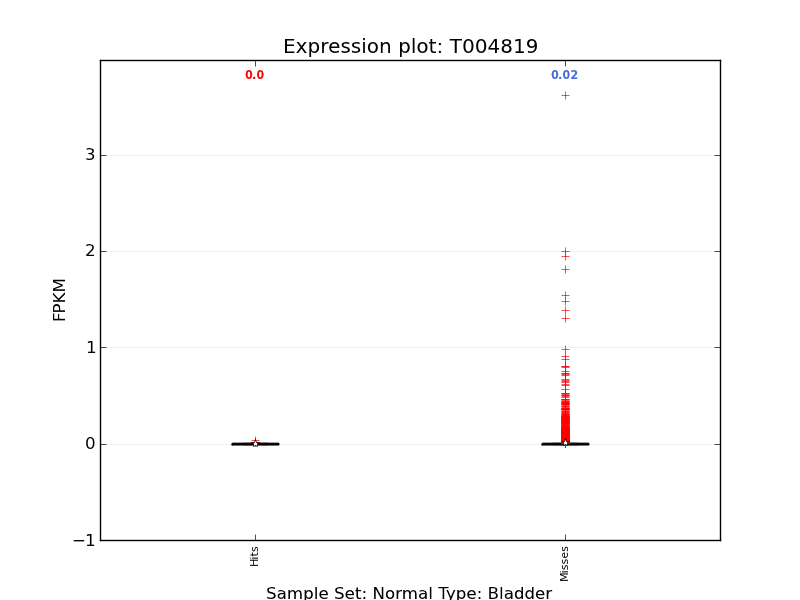 Expression plot: T004819
0.0
0.02
FPKM
3
2
1
0
−1
Hits
Misses
Sample Set: Normal Type: Bladder